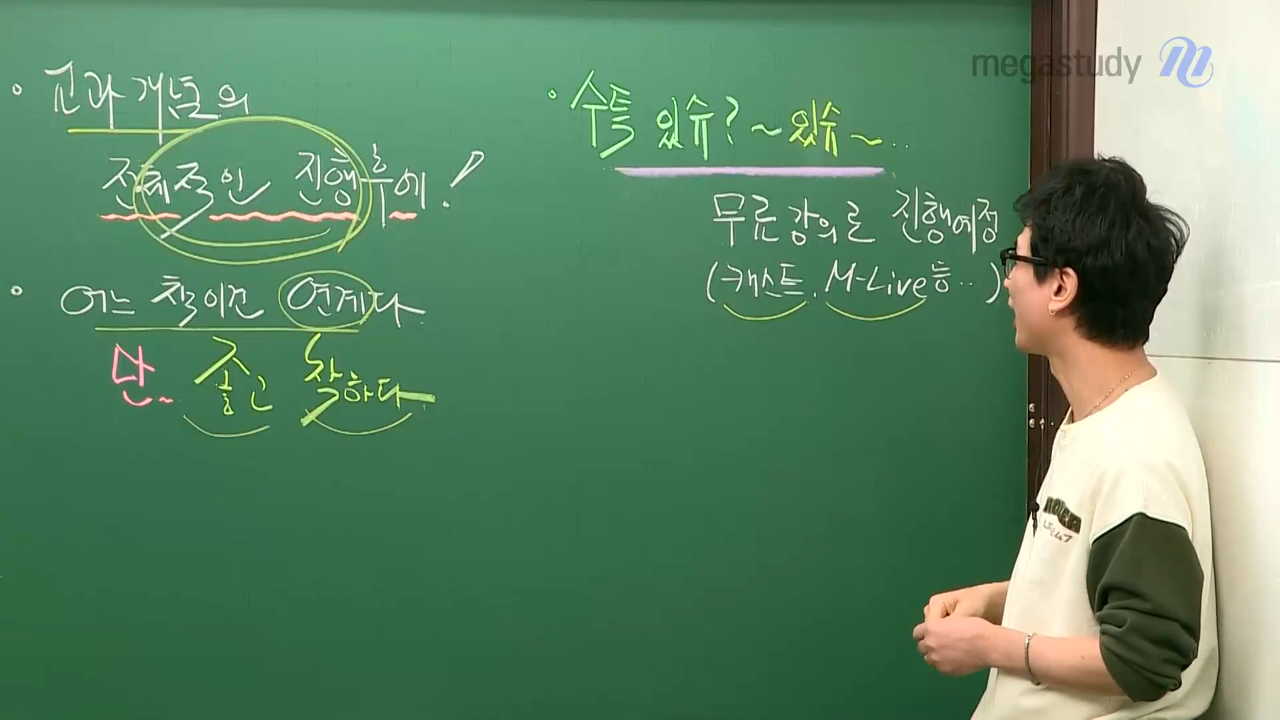 • 교과 개념의
전체적인 진행 후에!
• 어느 책이건 연계다
단~ 좋고 착하다
• 수특 있슈? ~ 있슈 ~..
무료 강의로 진행예정
(캐스트, M-Live 등..)
megastudy